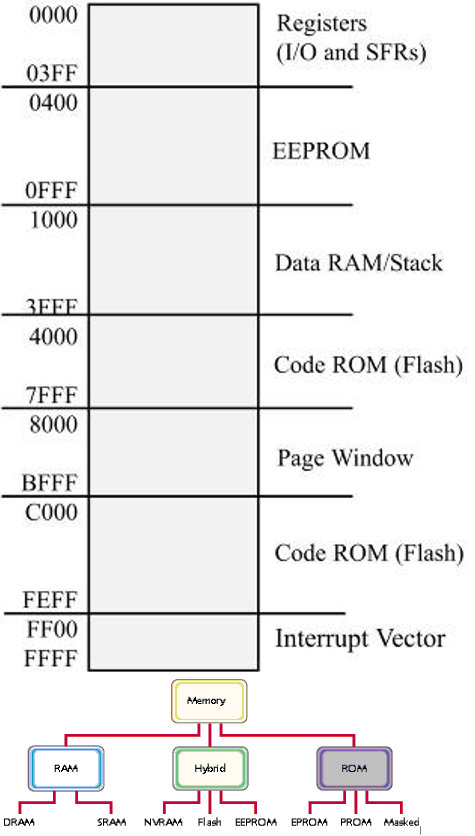 0000
Registers
(I/O and SFRs)
03FF
0400
EEPROM
0FFF
1000
Data RAM/Stack
3FFF
4000
Code ROM (Flash)
7FFF
8000
Page Window
BFFF
C000
Code ROM (Flash)
FEFF
FF00
Interrupt Vector
FFFF
Memory
RAM Hybrid ROM
DRAM SRAM NVRAM Flash EEPROM EPROM PROM Masked